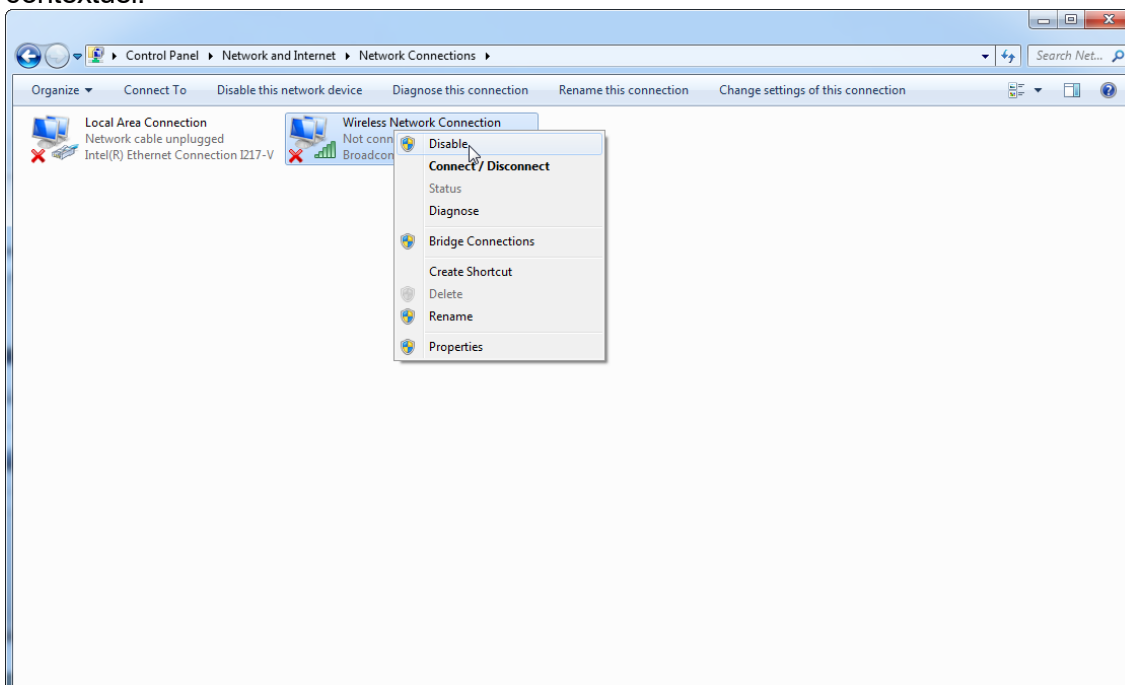 contextuel.
Control Panel Network and Internet Network Connections Search Net...
Organize Connect To Disable this network device Diagnose this connection Rename this connection Change settings of this connection
Local Area Connection
Network cable unplugged
Intel(R) Ethernet Connection I217-V
Wireless Network Connection
Not conn
Broadcon
Disable
Connect / Disconnect
Status
Diagnose
Bridge Connections
Create Shortcut
Delete
Rename
Properties